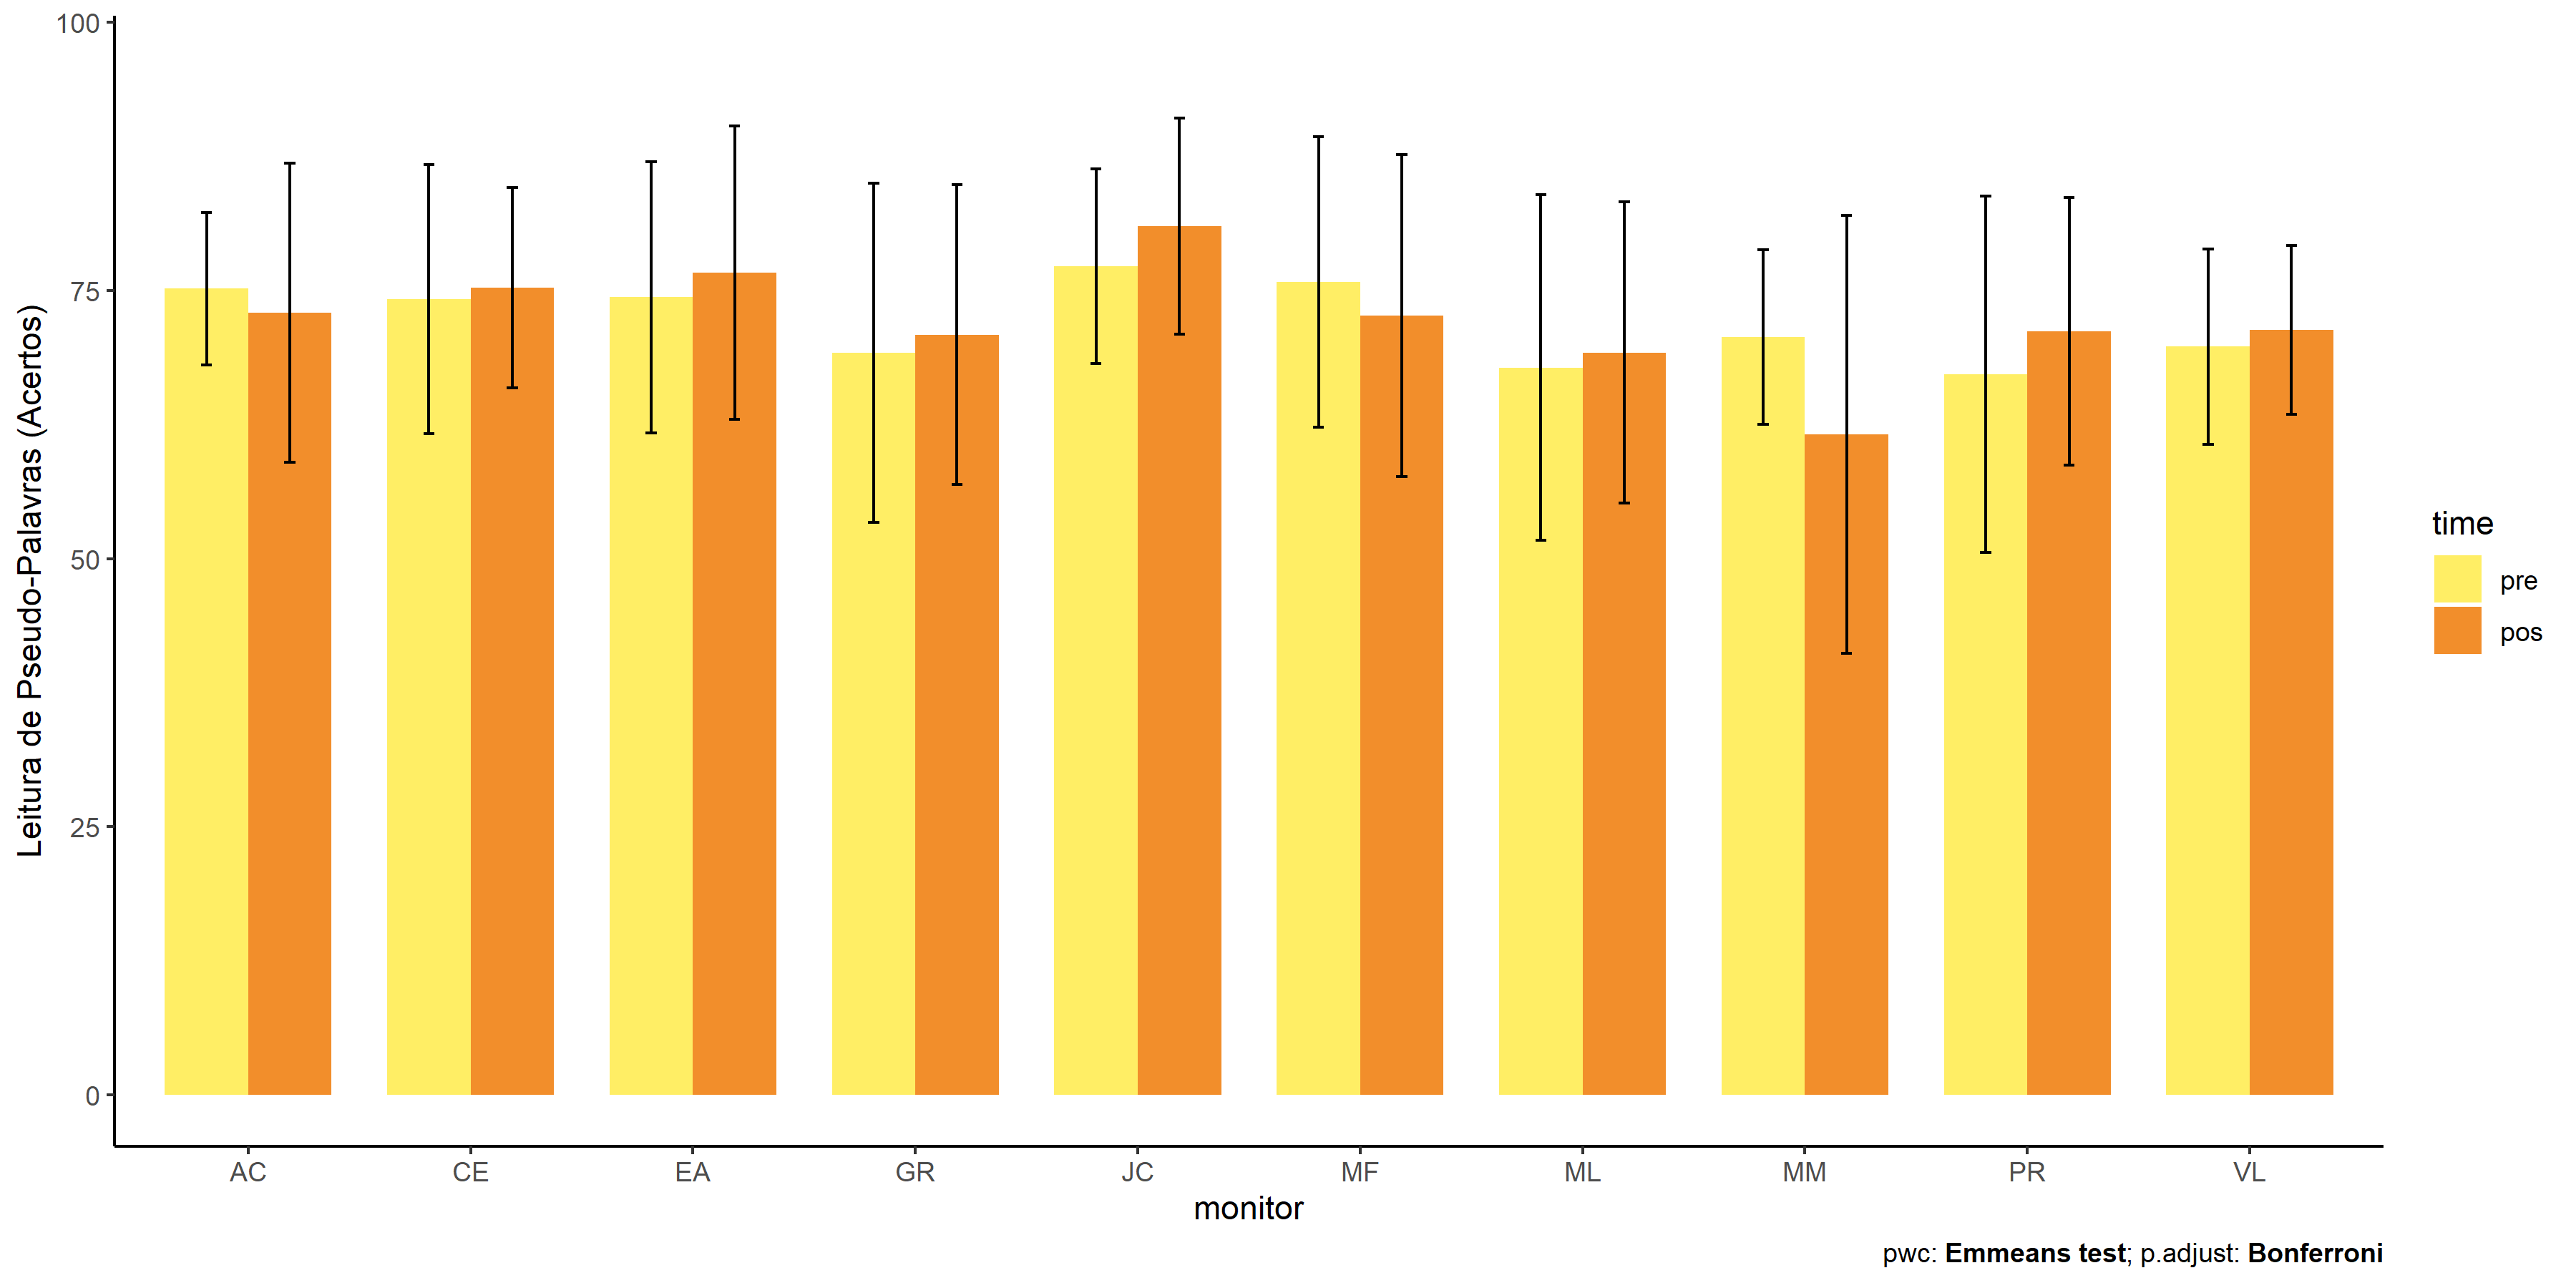 Leitura de Pseudo-Palavras (Acertos)
100
75
50
25
0
AC CE EA GR JC MF ML MM PR VL
monitor
time
pre
pos
pwc: Emmeans test; p.adjust: Bonferroni